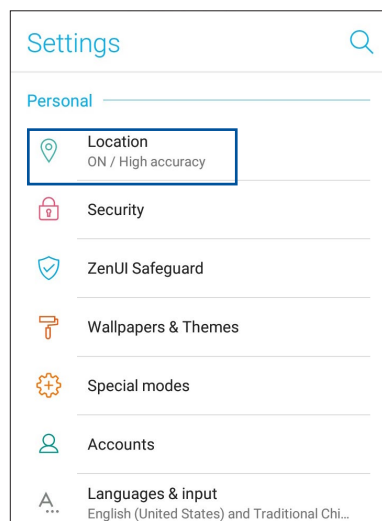 Settings
Personal
Location
ON / High accuracy
Security
ZenUI Safeguard
Wallpapers & Themes
Special modes
Accounts
Languages & input
English (United States) and Traditional Chi...